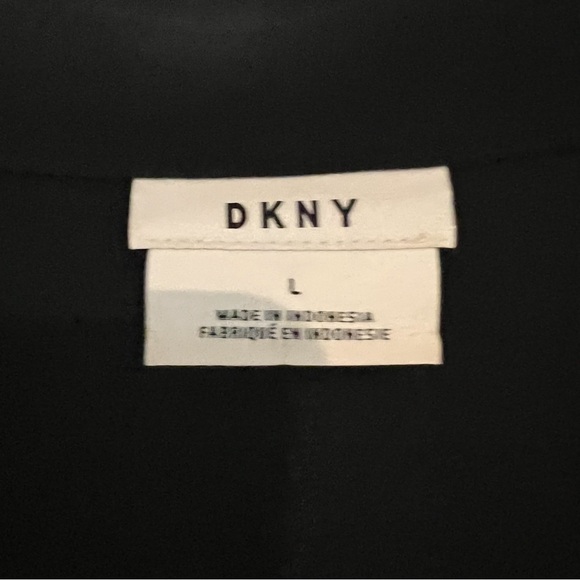 DKNY
L
MADE IN INDONESIA
FABRIQUÉ EN INDONESIE